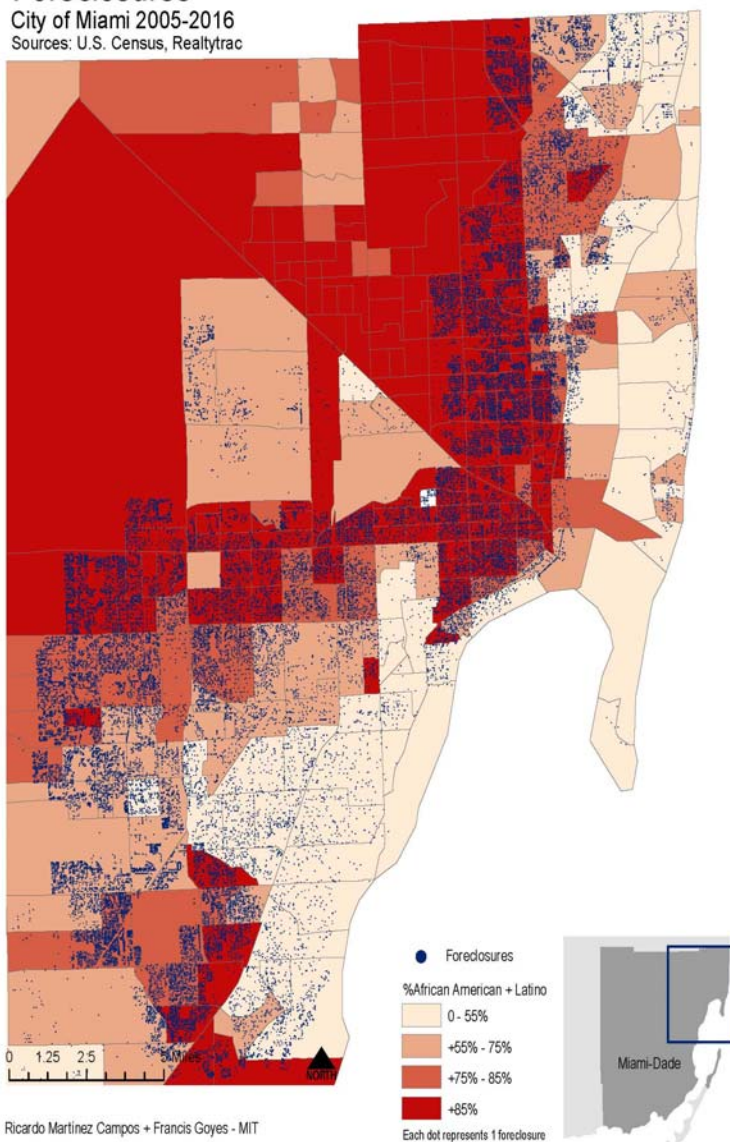 Foreclosures
City of Miami 2005-2016
Sources: U.S. Census, Realtytrac
Foreclosures
%African American + Latino
0 - 55%
+55% - 75%
+75% - 85%
+85%
Each dot represents 1 foreclosure
Miami-Dade
0 1.25 2.5 5 Miles
NORTH
Ricardo Martinez Campos + Francis Goyes - MIT